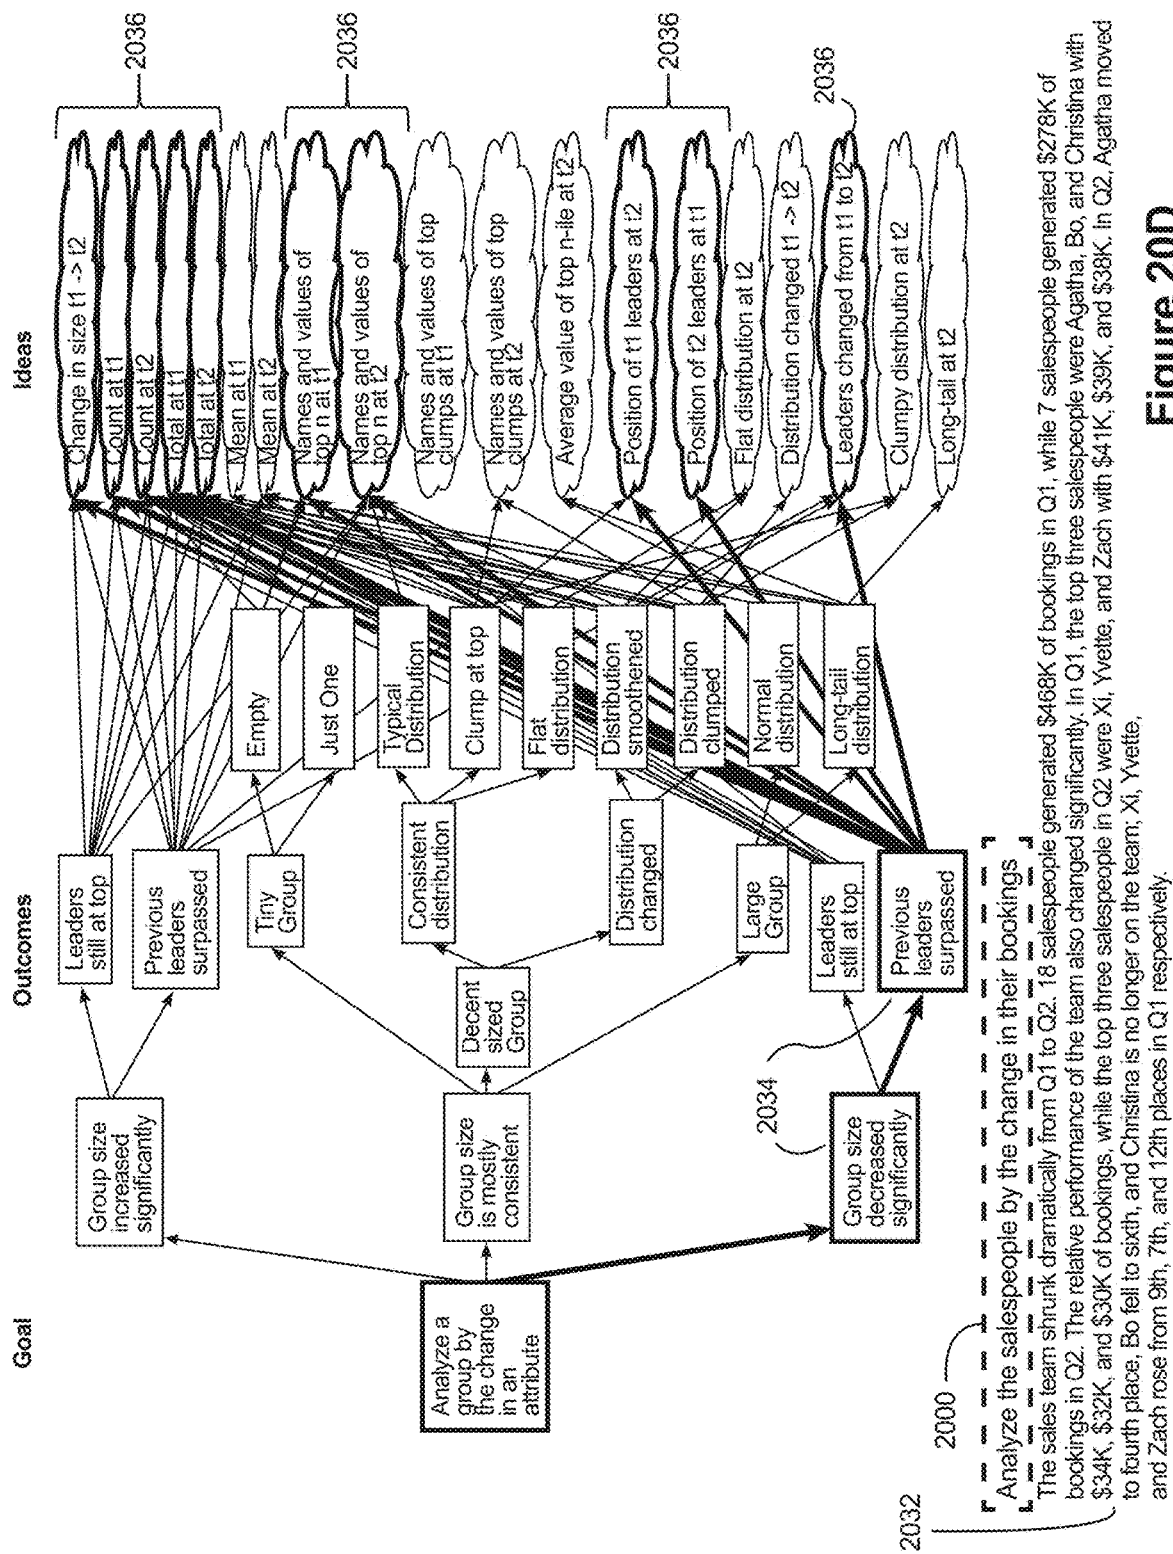 Goal
Outcomes
Ideas
Analyze a
group by
the change
in an
attribute
Group size
increased
significantly
Group size
is mostly
consistent
Group size
decreased
significantly
2034
Leaders
still at top
Previous
leaders
surpassed
Tiny
Group
Decent
sized
Group
Consistent
distribution
Distribution
changed
Large
Group
Leaders
still at top
Previous
leaders
surpassed
Empty
Just One
Typical
Distribution
Clump at top
Flat
distribution
Distribution
smoothened
Distribution
clumped
Normal
distribution
Long-tail
distribution
Change in size t1 -> t2
Count at t1
Count at t2
Total at t1
Total at t2
Mean at t1
Mean at t2
Names and values of
top n at t1
Names and values of
top n at t2
Names and values of top
clumps at t1
Names and values of top
clumps at t2
Average value of top n-ile at t2
Position of t1 leaders at t2
Position of t2 leaders at t1
Flat distribution at t2
Distribution changed t1 -> t2
Leaders changed from t1 to t2
Clumpy distribution at t2
Long-tail at t2
2036
2036
2036
2036
2000
Analyze the salespeople by the change in their bookings
2032
The sales team shrunk dramatically from Q1 to Q2. 18 salespeople generated $468K of bookings in Q1, while 7 salespeople generated $278K of
bookings in Q2. The relative performance of the team also changed significantly. In Q1, the top three salespeople were Agatha, Bo, and Christina with
$34K, $32K, and $30K of bookings, while the top three salespeople in Q2 were Xi, Yvette, and Zach with $41K, $39K, and $38K. In Q2, Agatha moved
to fourth place, Bo fell to sixth, and Christina is no longer on the team; Xi, Yvette,
and Zach rose from 9th, 7th, and 12th places in Q1 respectively.
Figure 20D